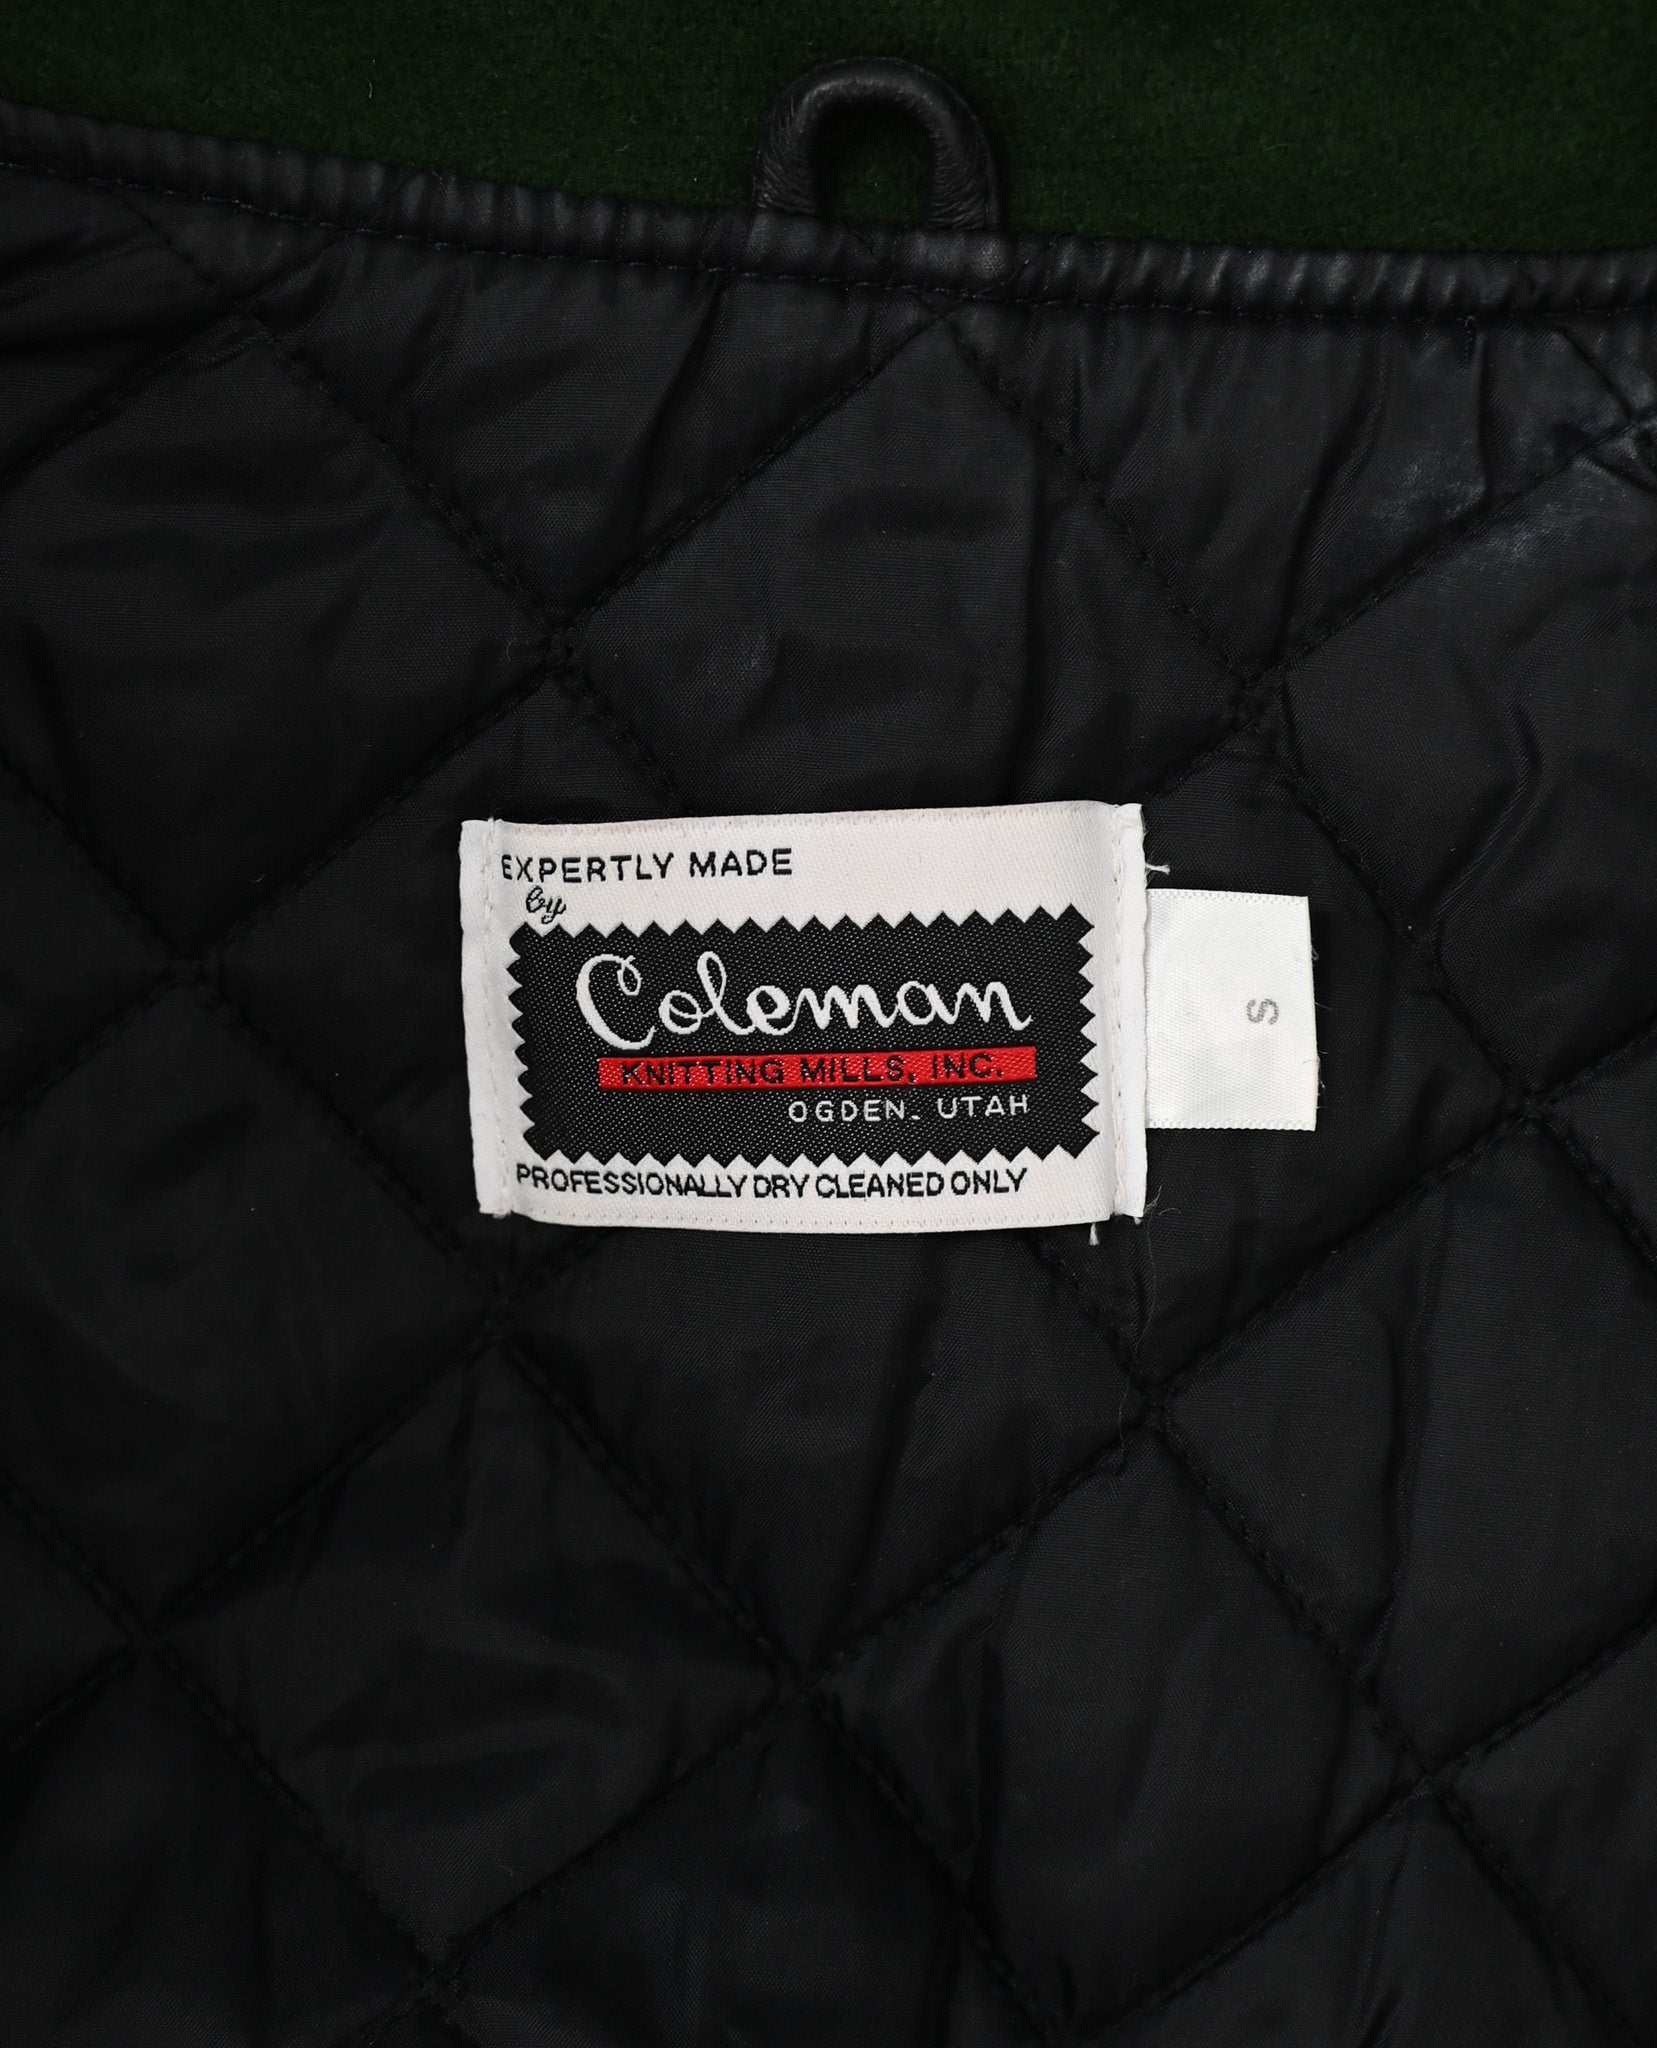 EXPERTLY MADE
by
Coleman
KNITTING MILLS, INC.
OGDEN. UTAH
PROFESSIONALLY DRY CLEANED ONLY
S